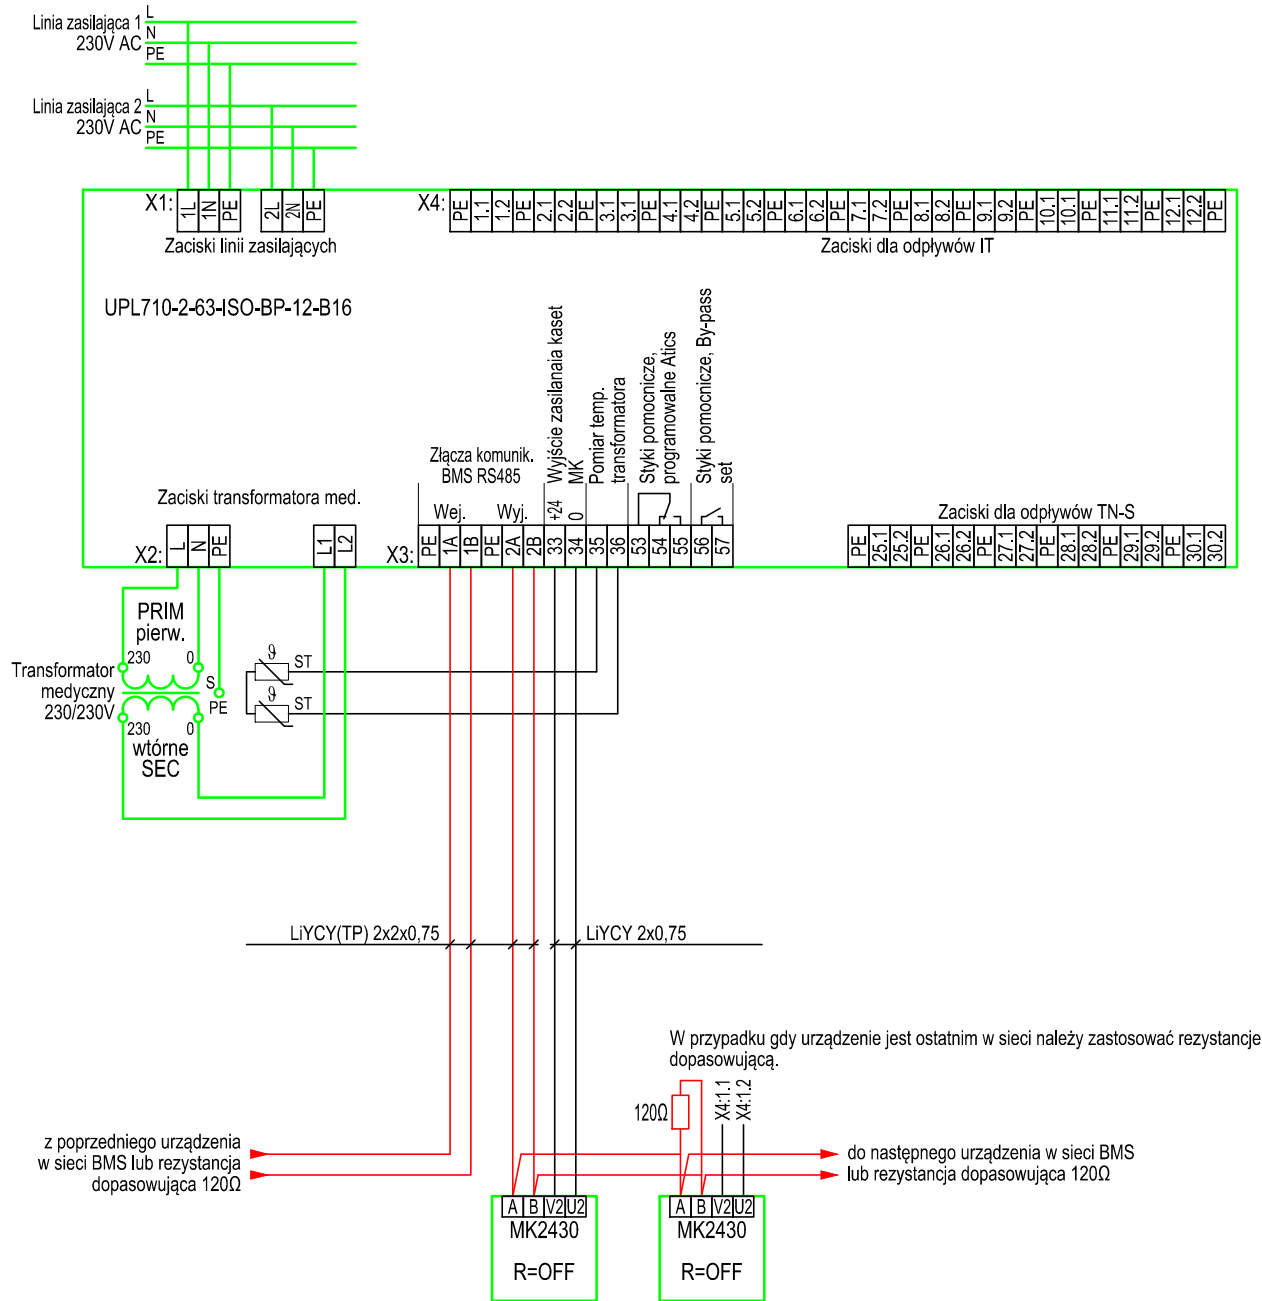 L
Linia zasilająca 1
N
230V AC
PE
L
Linia zasilająca 2
N
230V AC
PE
X1:
1L
1N
PE
2L
2N
PE
Zaciski linii zasilających
X4:
PE
1.1
1.2
PE
2.1
2.2
PE
3.1
3.1
PE
4.1
4.2
PE
5.1
5.2
PE
6.1
6.2
PE
7.1
7.2
PE
8.1
8.2
PE
9.1
9.2
PE
10.1
10.1
PE
11.1
11.2
PE
12.1
12.2
PE
Zaciski dla odpływów IT
UPL710-2-63-ISO-BP-12-B16
Złącza komunik.
BMS RS485
Wej.
Wyj.
+24
0
Wyjście zasilanaia kaset
MK
Pomiar temp.
transformatora
Styki pomocnicze,
programowalne Atics
Styki pomocnicze, By-pass
set
Zaciski transformatora med.
X2:
L
N
PE
L1
L2
X3:
PE
1A
1B
PE
2A
2B
33
34
35
36
53
54
55
56
57
Zaciski dla odpływów TN-S
PE
25.1
25.2
PE
26.1
26.2
PE
27.1
27.2
PE
28.1
28.2
PE
29.1
29.2
PE
30.1
30.2
PRIM
pierw.
230
0
Transformator
medyczny
230/230V
S
PE
230
0
wtórne
SEC
ϑ
ST
ϑ
ST
LiYCY(TP) 2x2x0,75
LiYCY 2x0,75
W przypadku gdy urządzenie jest ostatnim w sieci należy zastosować rezystancje
dopasowującą.
120Ω
X4:1.1
X4:1.2
z poprzedniego urządzenia
w sieci BMS lub rezystancja
dopasowująca 120Ω
do następnego urządzenia w sieci BMS
lub rezystancja dopasowująca 120Ω
A
B
V2
U2
MK2430
R=OFF
A
B
V2
U2
MK2430
R=OFF